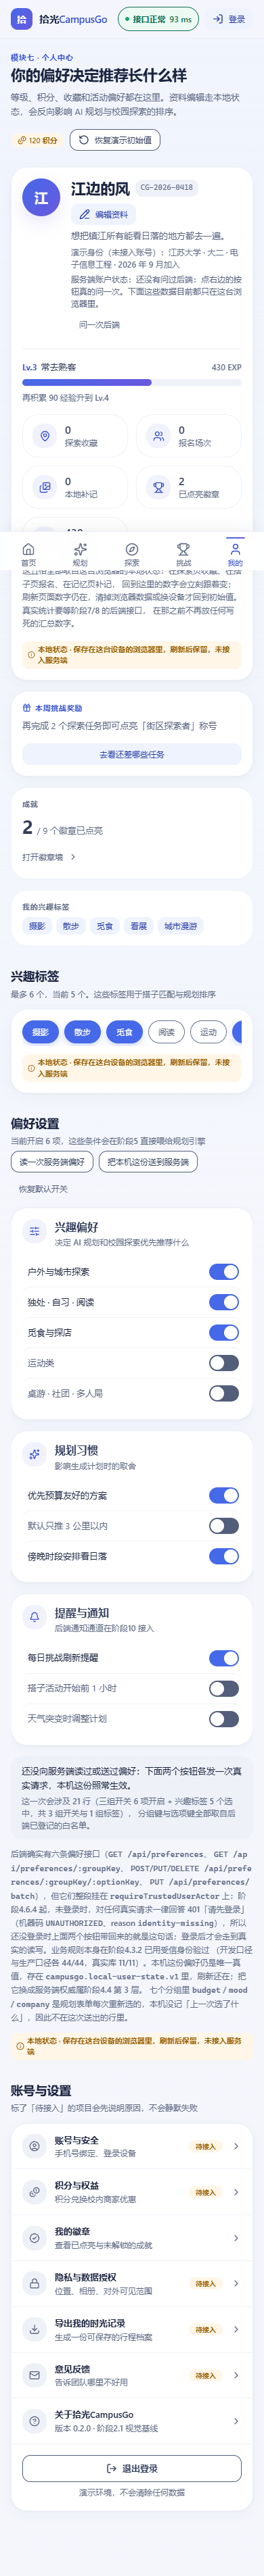 拾 拾光CampusGo 接口正常 93 ms 登录
模块七 · 个人中心
你的偏好决定推荐长什么样
等级、积分、收藏和活动偏好都在这里。资料编辑走本地状
态，会反向影响 AI 规划与校园探索的排序。
120 积分 恢复演示初始值
江 江边的风 CG-2026-0418
编辑资料
想把镇江所有能看日落的地方都去一遍。
演示身份（未接入账号）：江苏大学 · 大二 · 电
子信息工程 · 2026 年 9 月加入
服务端账户状态：还没有问过后端：点右边的按
钮真的问一次。下面这些数据目前都只在这台浏
览器里。
问一次后端
Lv.3 常去熟客 430 EXP
再积累 90 经验升到 Lv.4
0 探索收藏
0 报名场次
0 本地补记
2 已点亮徽章
首页 规划 探索 挑战 我的
子页报名、在记忆页补记，回到这里的数字会立刻跟着变；
刷新页面数字仍在，清掉浏览器数据或换设备才回到初始值。
真实统计要等阶段7/8 的后端接口，在那之前不再放任何写
死的汇总数字。
本地状态 · 保存在这台设备的浏览器里，刷新后保留，未接
入服务端
本周挑战奖励
再完成 2 个探索任务即可点亮「街区探索者」称号
去看还差哪些任务
成就
2 / 9 个徽章已点亮
打开徽章墙
我的兴趣标签
摄影 散步 觅食 看展 城市漫游
兴趣标签
最多 6 个，当前 5 个。这些标签用于搭子匹配与规划排序
摄影 散步 觅食 阅读 运动
本地状态 · 保存在这台设备的浏览器里，刷新后保留，未接
入服务端
偏好设置
当前开启 6 项，这些条件会在阶段5 直接喂给规划引擎
读一次服务端偏好 把本机这份送到服务端
恢复默认开关
兴趣偏好
决定 AI 规划和校园探索优先推荐什么
户外与城市探索
独处 · 自习 · 阅读
觅食与探店
运动类
桌游 · 社团 · 多人局
规划习惯
影响生成计划时的取舍
优先预算友好的方案
默认只推 3 公里以内
傍晚时段安排看日落
提醒与通知
后端通知通道在阶段10 接入
每日挑战刷新提醒
搭子活动开始前 1 小时
天气突变时调整计划
还没向服务端读过或送过偏好：下面两个按钮各发一次真
实请求，本机这份照常生效。
这一次会涉及 21 行（三组开关 6 项开启 + 兴趣标签 5 个选
中，共 3 组开关与 1 组标签），分组键与选项键全部取自后
端已登记的白名单。
后端确实有六条偏好接口（GET /api/preferences、 GET /ap
i/preferences/:groupKey、 POST/PUT/DELETE /api/prefe
rences/:groupKey/:optionKey、 PUT /api/preferences/
batch），但它们整段挂在 requireTrustedUserActor 上：阶
段4.6.4 起，未登录时，对任何真实请求一律回答 401「请先登录」
（机器码 UNAUTHORIZED、reason identity-missing），所以
还没登录时上面两个按钮带回来的就是这句话；登录后才会走到真
实的读写。业务规则本身在阶段4.3.2 已用受信身份验过（开发口径
与生产口径各 44/44，真实库 11/11）。本机这份偏好仍是唯一真
值，存在 campusgo.local-user-state.v1 里，刷新还在；把
它换成服务端权威属阶段4.4 第 3 层。 七个分组里 budget / mood
/ company 是规划表单每次重新选的，本机没记「上一次选了什
么」，因此不在这次送出的行里。
本地状态 · 保存在这台设备的浏览器里，刷新后保留，未接入服务
端
账号与设置
标了「待接入」的项目会先说明原因，不会静默失败
账号与安全 待接入
手机号绑定、登录设备
积分与权益 待接入
积分兑换校内商家优惠
我的徽章
查看已点亮与未解锁的成就
隐私与数据授权 待接入
位置、相册、对外可见范围
导出我的时光记录 待接入
生成一份可保存的行程档案
意见反馈 待接入
告诉团队哪里不好用
关于拾光CampusGo
版本 0.2.0 · 阶段2.1 视觉基线
退出登录
演示环境，不会清除任何数据